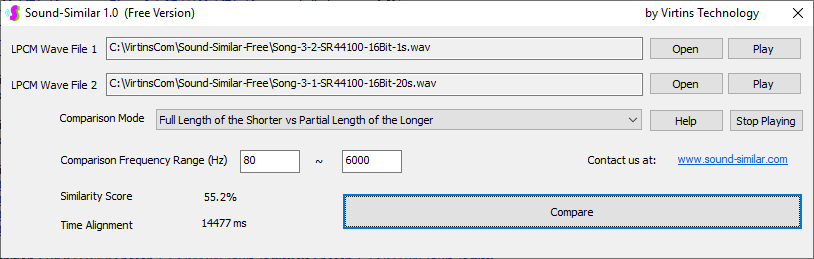 Sound-Similar 1.0 (Free Version) by Virtins Technology
LPCM Wave File 1 C:\VirtinsCom\Sound-Similar-Free\Song-3-2-SR44100-16Bit-1s.wav Open Play
LPCM Wave File 2 C:\VirtinsCom\Sound-Similar-Free\Song-3-1-SR44100-16Bit-20s.wav Open Play
Comparison Mode Full Length of the Shorter vs Partial Length of the Longer Help Stop Playing
Comparison Frequency Range (Hz) 80 ~ 6000 Contact us at: www.sound-similar.com
Similarity Score 55.2%
Compare
Time Alignment 14477 ms